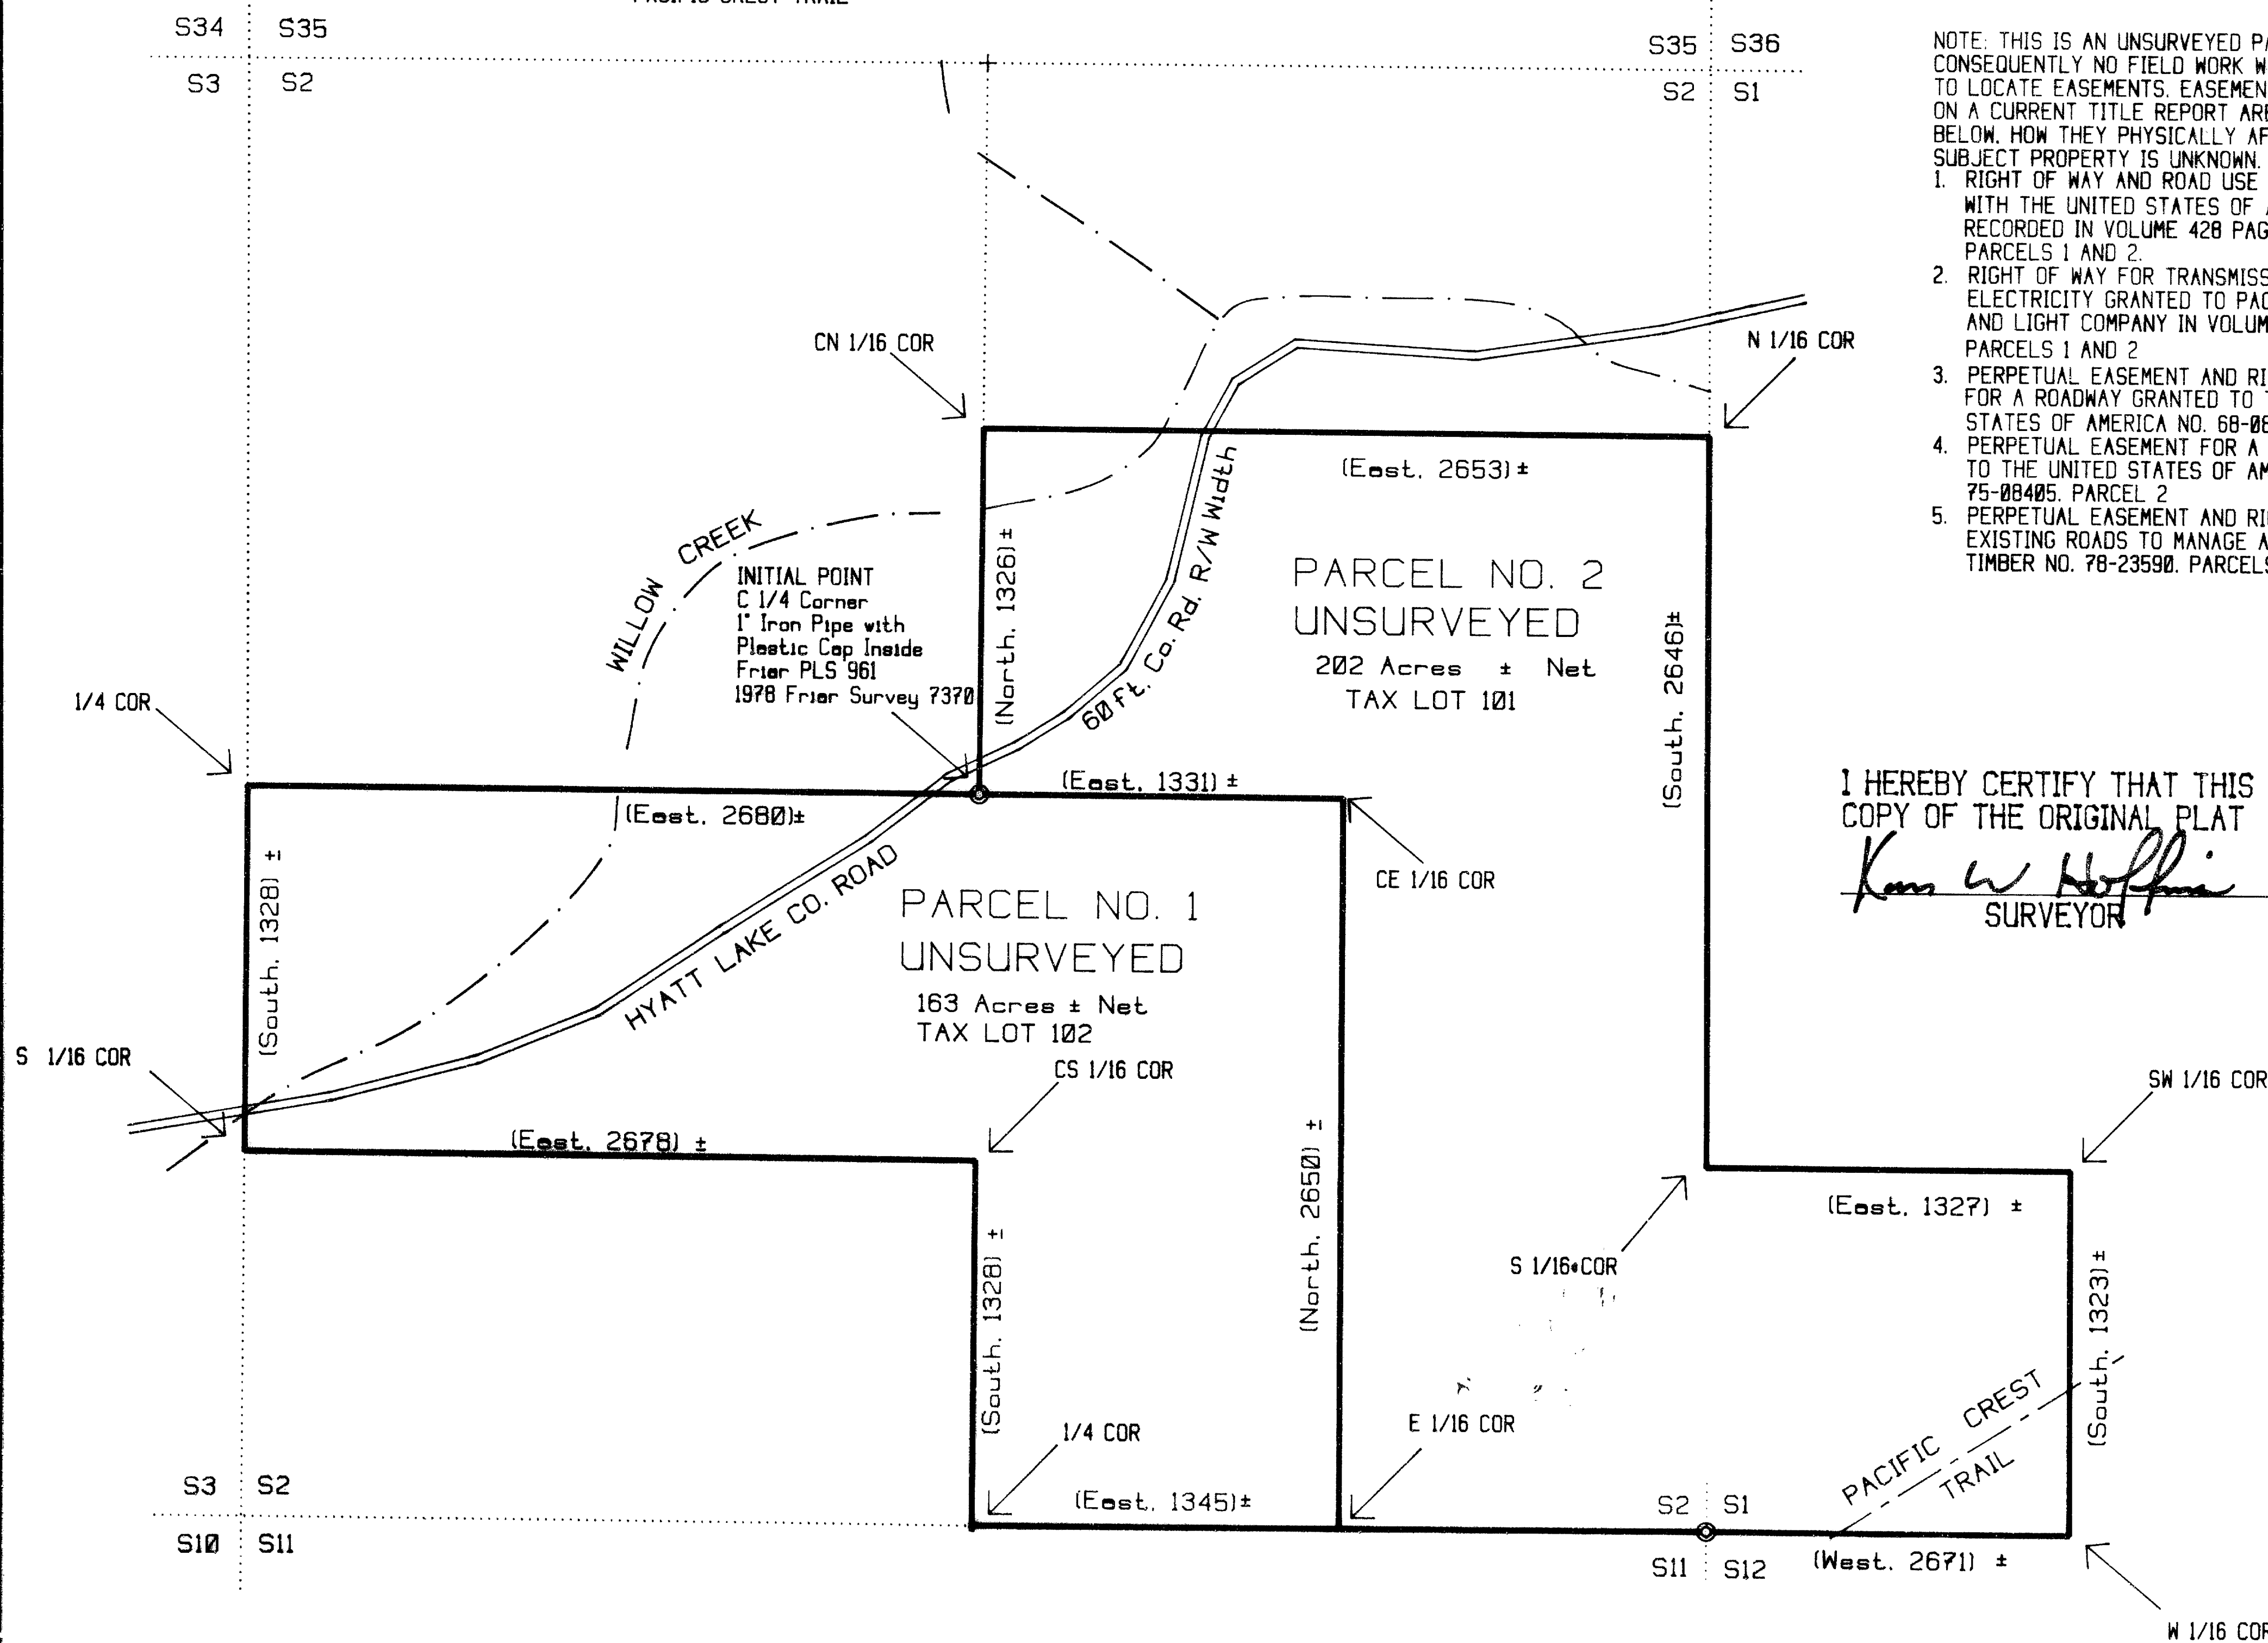 PACIFIC CREST TRAIL
S34 S35
S3 S2
S35 S36
S2 S1
NOTE: THIS IS AN UNSURVEYED
CONSEQUENTLY NO FIELD WORK
TO LOCATE EASEMENTS. EASEMEN
ON A CURRENT TITLE REPORT ARE
BELOW. HOW THEY PHYSICALLY AF
SUBJECT PROPERTY IS UNKNOWN.
1. RIGHT OF WAY AND ROAD USE
WITH THE UNITED STATES OF A
RECORDED IN VOLUME 428 PAG
PARCELS 1 AND 2.
2. RIGHT OF WAY FOR TRANSMISS
ELECTRICITY GRANTED TO PAC
AND LIGHT COMPANY IN VOLUM
PARCELS 1 AND 2
3. PERPETUAL EASEMENT AND RI
FOR A ROADWAY GRANTED TO T
STATES OF AMERICA NO. 68-08
4. PERPETUAL EASEMENT FOR A
TO THE UNITED STATES OF AM
75-08405. PARCEL 2
5. PERPETUAL EASEMENT AND RI
EXISTING ROADS TO MANAGE A
TIMBER NO. 78-23590. PARCELS
CN 1/16 COR
N 1/16 COR
(East. 2653)±
WILLOW CREEK
INITIAL POINT
C 1/4 Corner
1" Iron Pipe with
Plastic Cap Inside
Friar PLS 961
1978 Friar Survey 7370
(North. 1326)±
60 ft. Co. Rd. R/W Width
PARCEL NO. 2
UNSURVEYED
202 Acres ± Net
TAX LOT 101
(South. 2646)±
1/4 COR
(East. 2680)±
(East. 1331)±
I HEREBY CERTIFY THAT THIS
COPY OF THE ORIGINAL PLAT
SURVEYOR
CE 1/16 COR
(South. 1328) ±
HYATT LAKE CO. ROAD
PARCEL NO. 1
UNSURVEYED
163 Acres ± Net
TAX LOT 102
S 1/16 COR
CS 1/16 COR
SW 1/16 COR
(East. 2678) ±
(North. 2650) ±
(East. 1327) ±
S 1/16 COR
(South. 1328) ±
(South. 1323)±
1/4 COR
E 1/16 COR
PACIFIC CREST
TRAIL
S3 S2
S10 S11
(East. 1345)±
S2 S1
S11 S12
(West. 2671) ±
W 1/16 COR